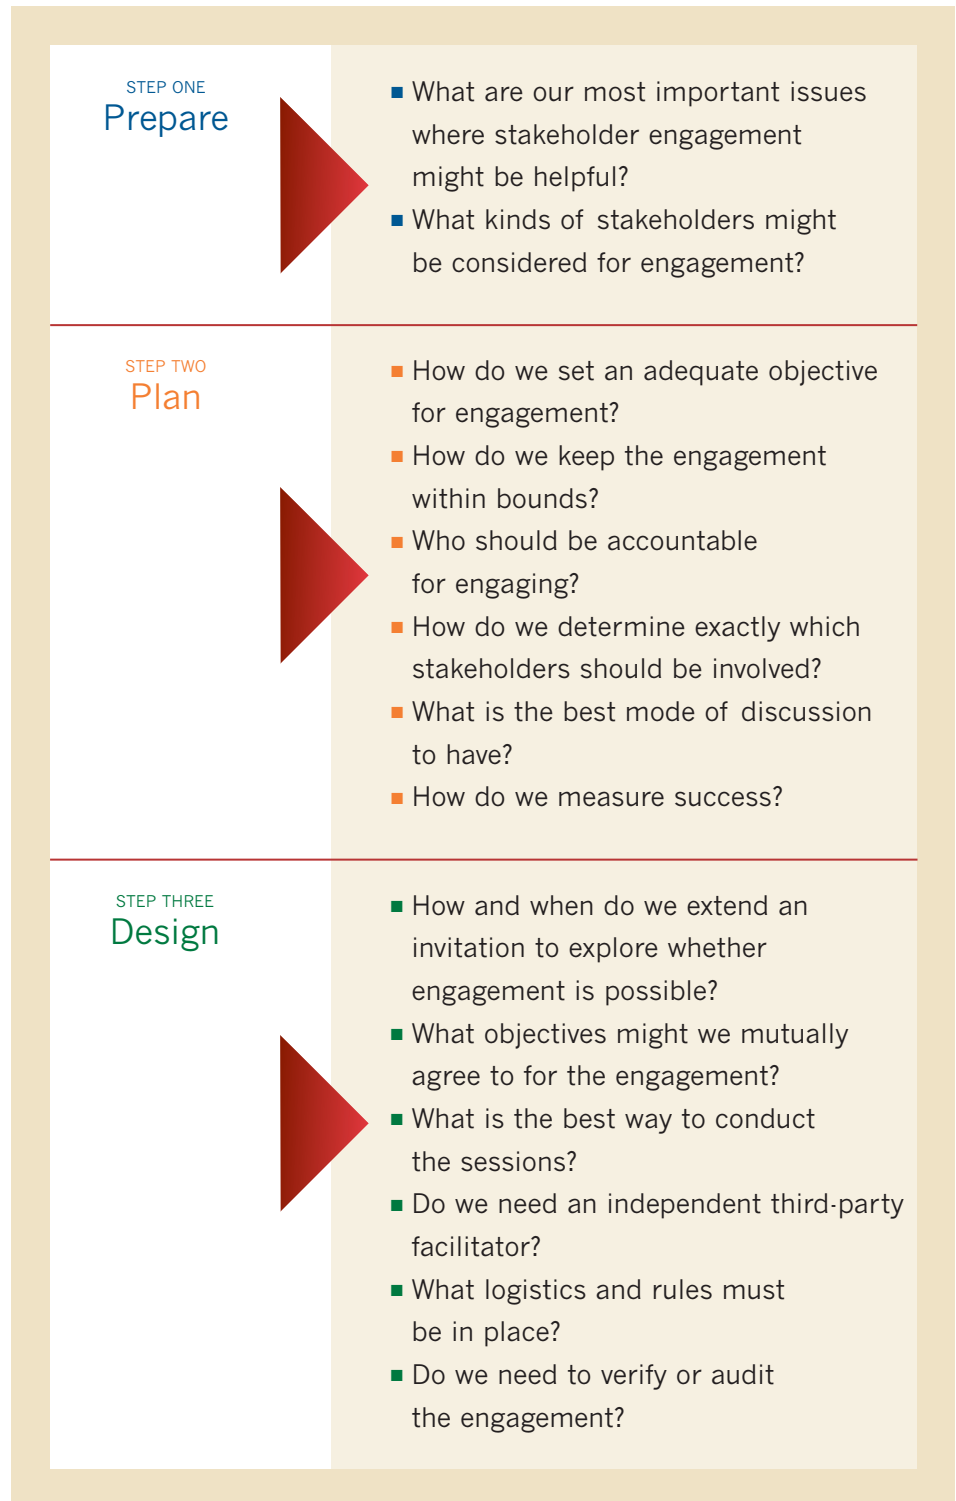 STEP ONE
Prepare
■ What are our most important issues
where stakeholder engagement
might be helpful?
■ What kinds of stakeholders might
be considered for engagement?
STEP TWO
Plan
■ How do we set an adequate objective
for engagement?
■ How do we keep the engagement
within bounds?
■ Who should be accountable
for engaging?
■ How do we determine exactly which
stakeholders should be involved?
■ What is the best mode of discussion
to have?
■ How do we measure success?
STEP THREE
Design
■ How and when do we extend an
invitation to explore whether
engagement is possible?
■ What objectives might we mutually
agree to for the engagement?
■ What is the best way to conduct
the sessions?
■ Do we need an independent third-party
facilitator?
■ What logistics and rules must
be in place?
■ Do we need to verify or audit
the engagement?